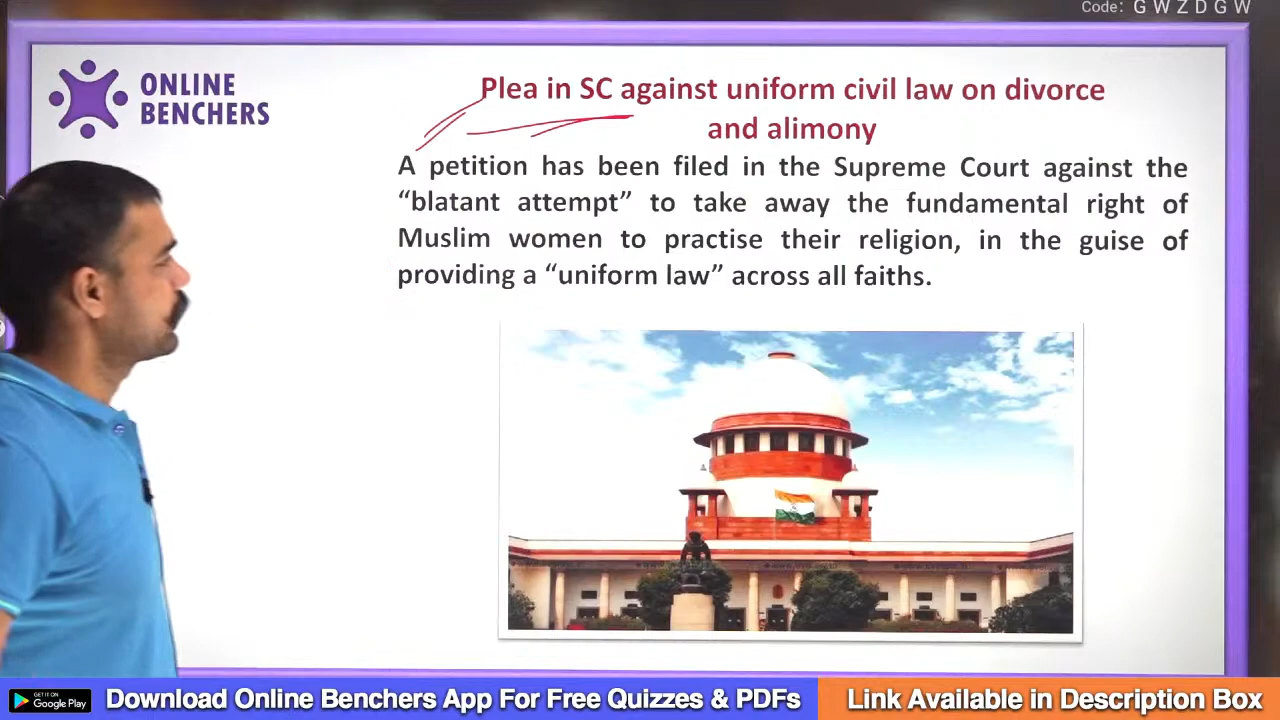 Code: G W Z D G W
ONLINE
BENCHERS
Plea in SC against uniform civil law on divorce
and alimony
A petition has been filed in the Supreme Court against the
“blatant attempt” to take away the fundamental right of
Muslim women to practise their religion, in the guise of
providing a “uniform law” across all faiths.
GET IT ON
Google Play
Download Online Benchers App For Free Quizzes & PDFs
Link Available in Description Box